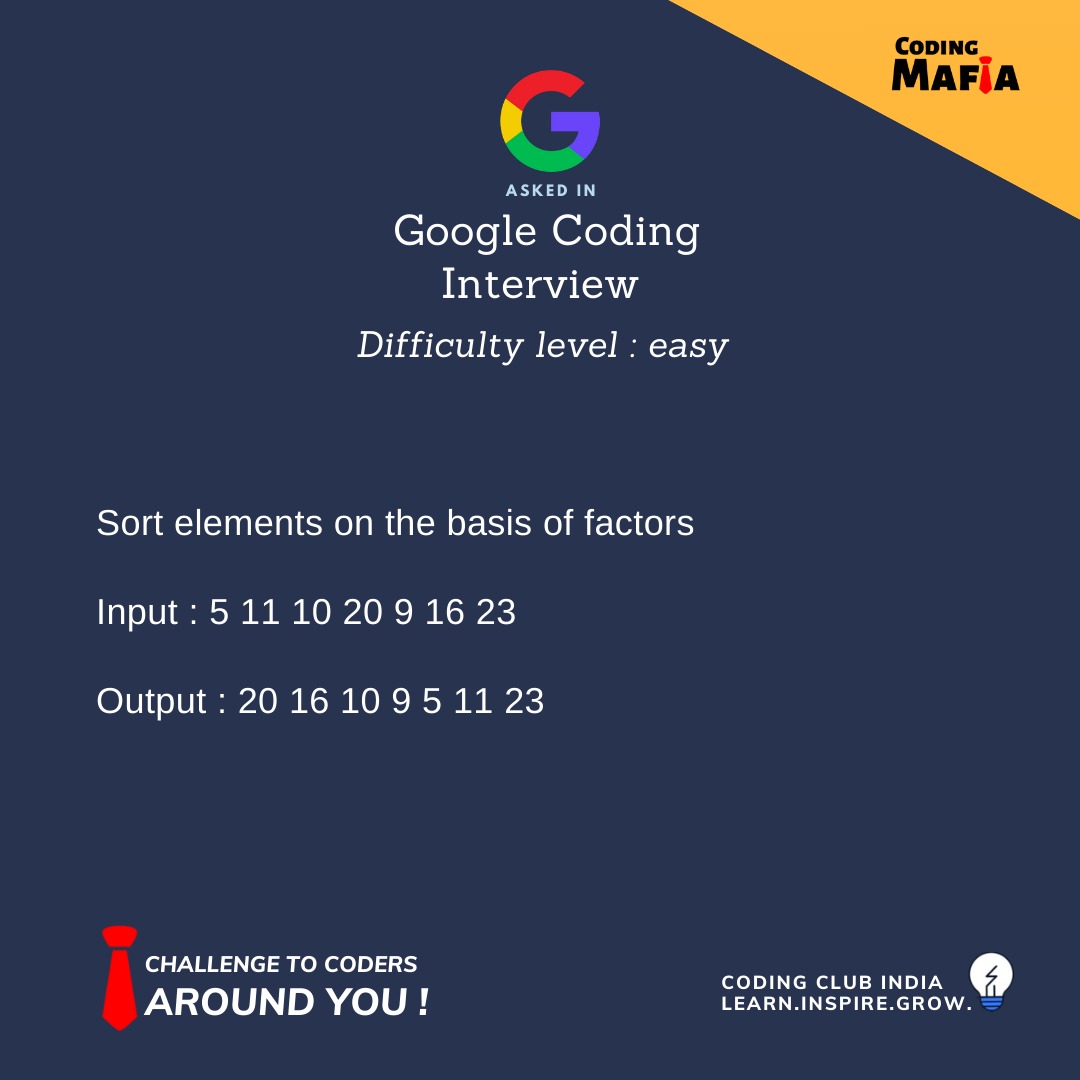 CODING
MAFIA
ASKED IN
Google Coding
Interview
Difficulty level : easy
Sort elements on the basis of factors
Input : 5 11 10 20 9 16 23
Output : 20 16 10 9 5 11 23
CHALLENGE TO CODERS
AROUND YOU !
CODING CLUB INDIA
LEARN.INSPIRE.GROW.